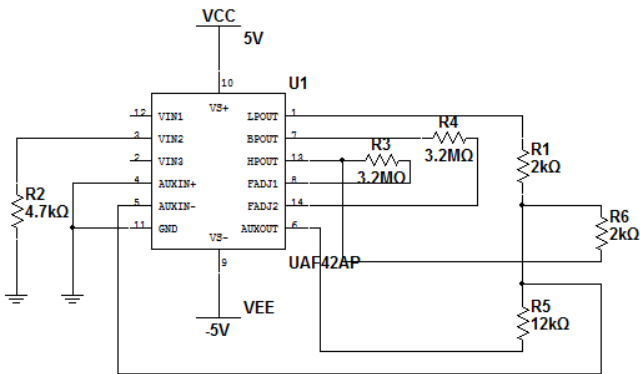 VCC
5V
10
U1
VS+
12 VIN1 LPOUT 1
3 VIN2 BPOUT 7
2 VIN3 HPOUT 13
4 AUXIN+ FADJ1 8
5 AUXIN- FADJ2 14
11 GND AUXOUT 6
VS-
9
UAF42AP
VEE
-5V
R2
4.7kΩ
R3
3.2MΩ
R4
3.2MΩ
R1
2kΩ
R6
2kΩ
R5
12kΩ